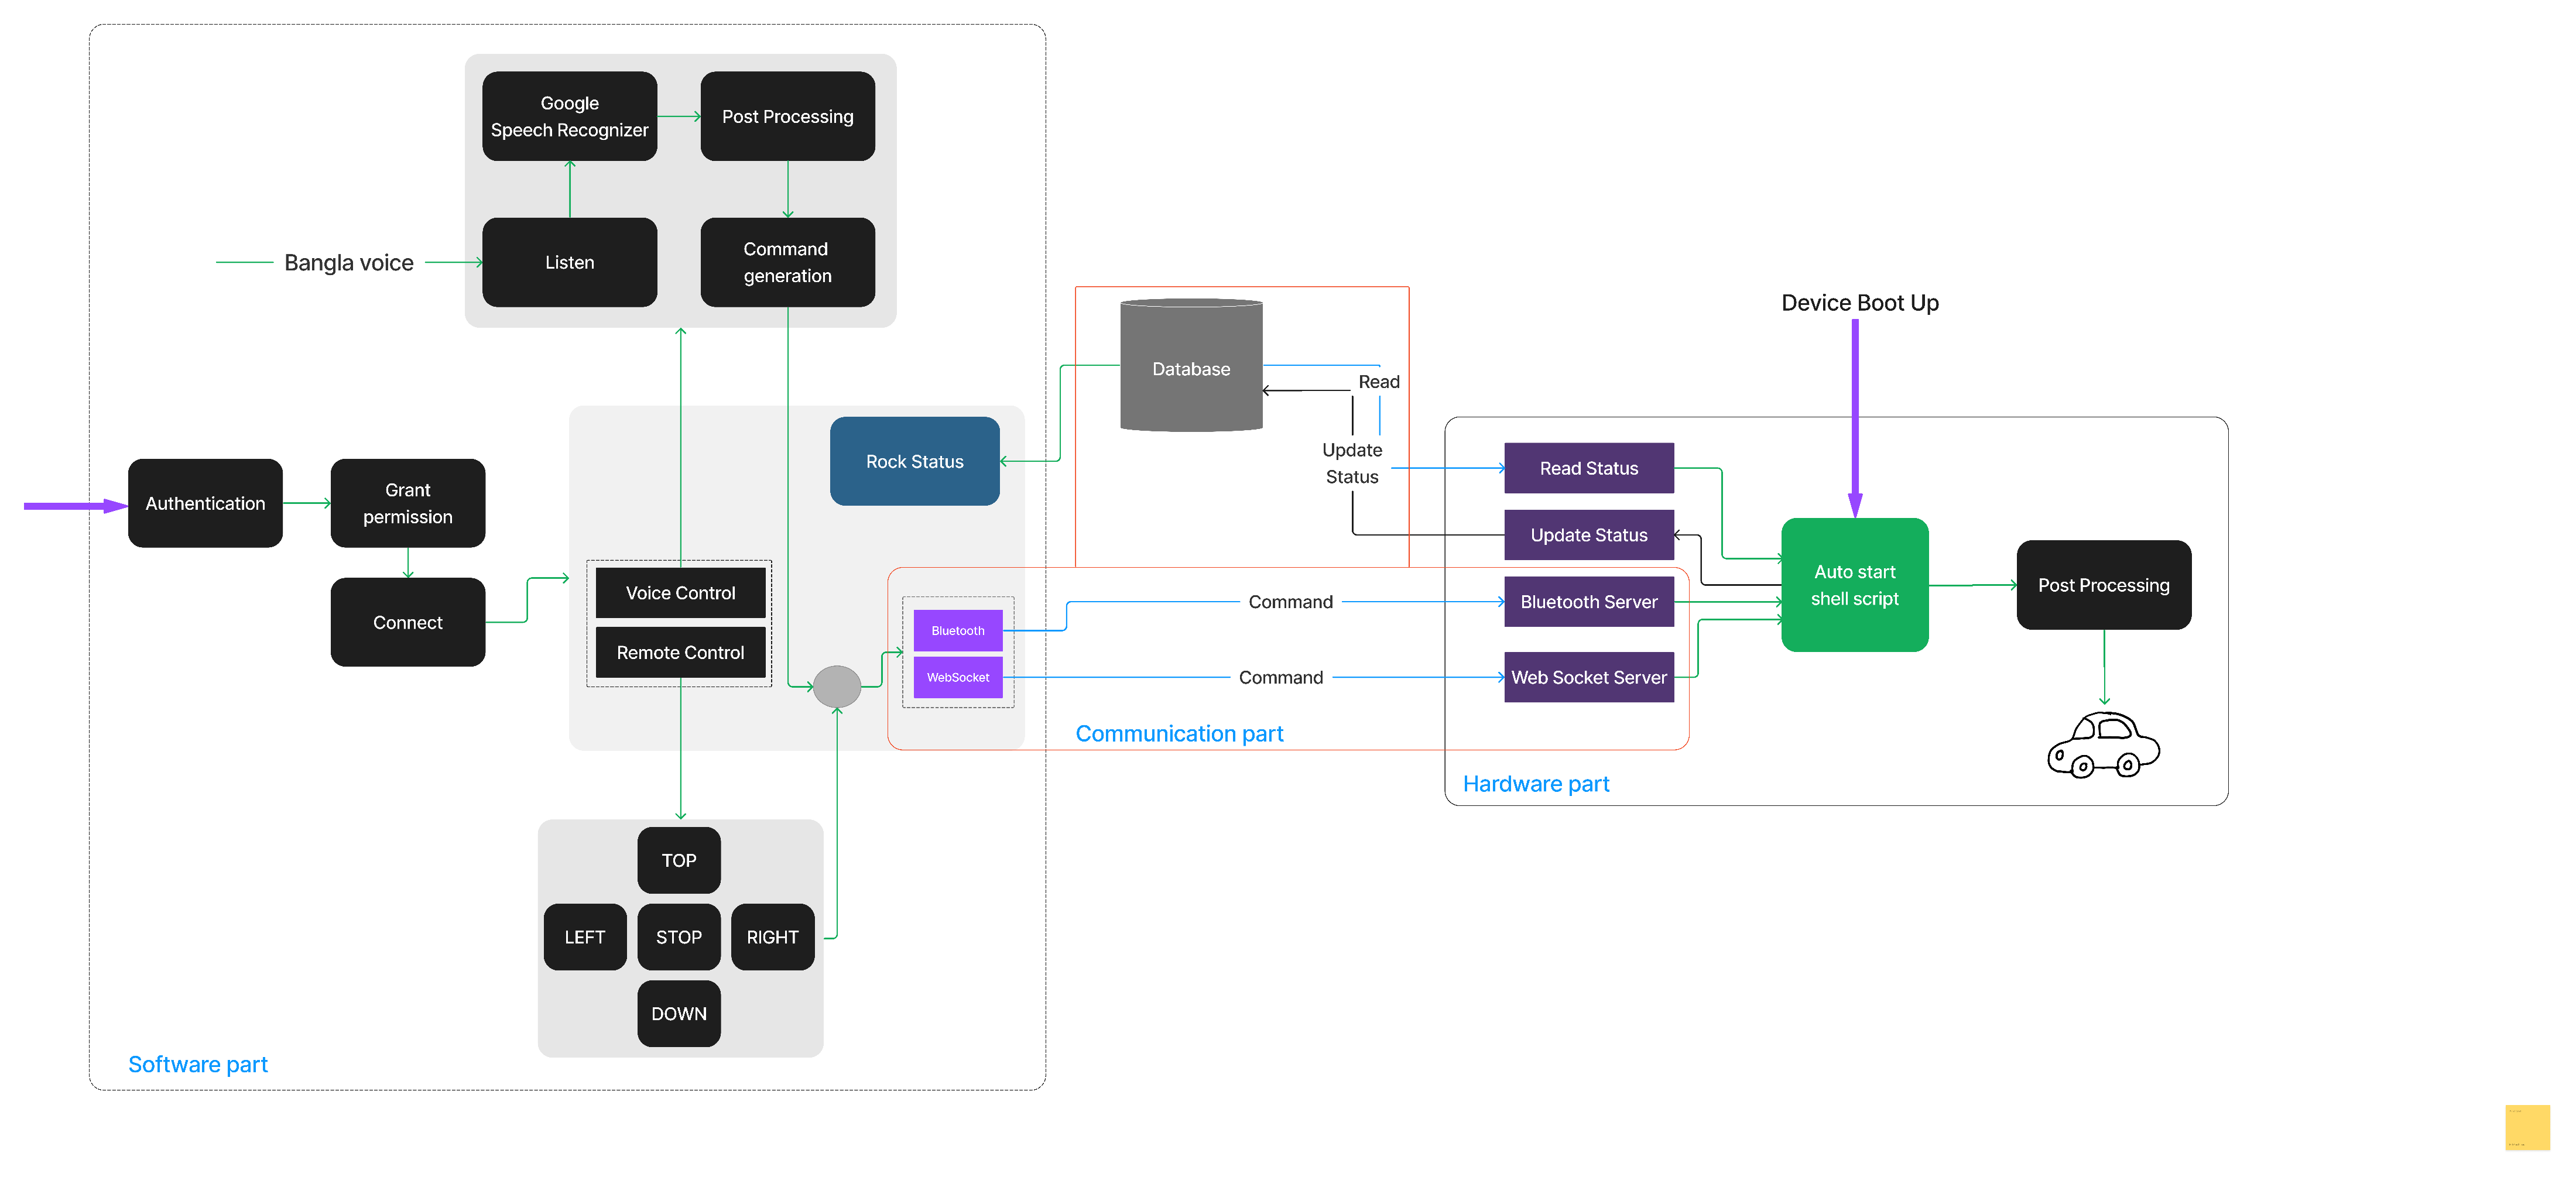 Google
Speech Recognizer
Post Processing
Bangla voice
Listen
Command
generation
Database
Read
Update
Status
Device Boot Up
Rock Status
Authentication
Grant
permission
Connect
Voice Control
Remote Control
Bluetooth
WebSocket
Command
Command
Communication part
Read Status
Update Status
Bluetooth Server
Web Socket Server
Auto start
shell script
Post Processing
Hardware part
TOP
LEFT
STOP
RIGHT
DOWN
Software part